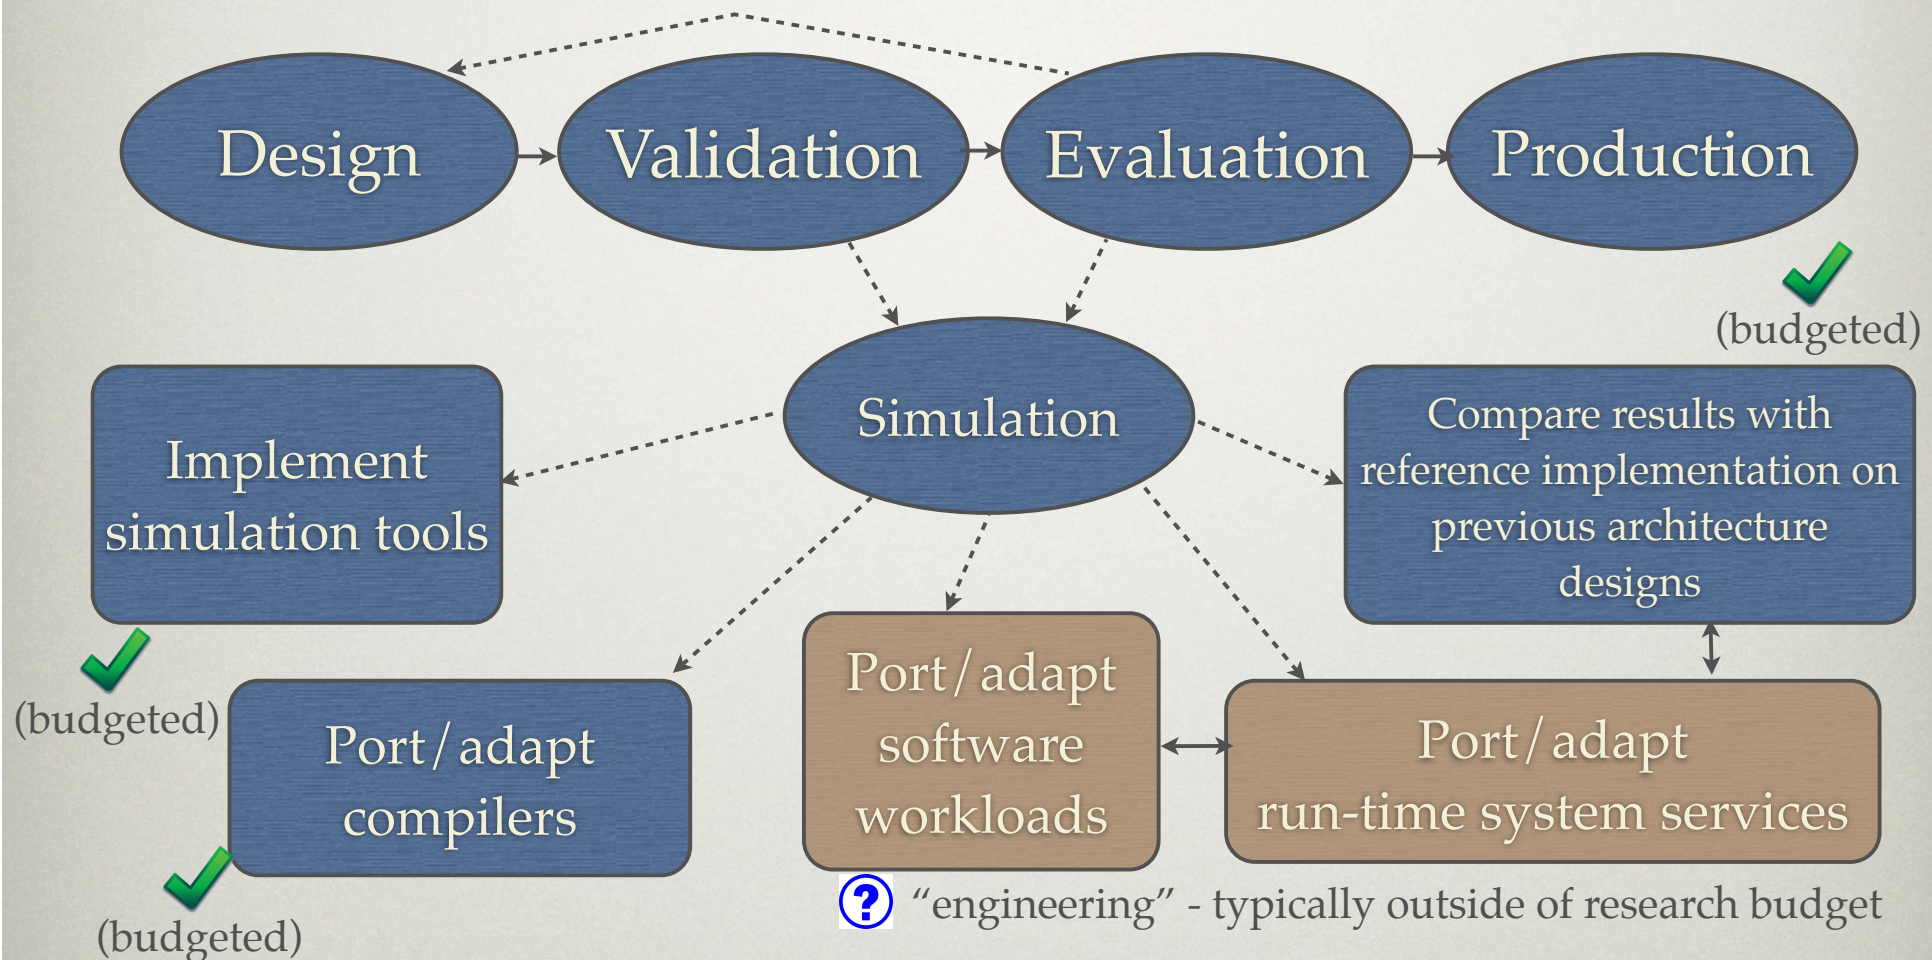 Design
Validation
Evaluation
Production
(budgeted)
Simulation
Implement
simulation tools
(budgeted)
Compare results with
reference implementation on
previous architecture
designs
Port/adapt
compilers
(budgeted)
Port/adapt
software
workloads
Port/adapt
run-time system services
? “engineering” - typically outside of research budget